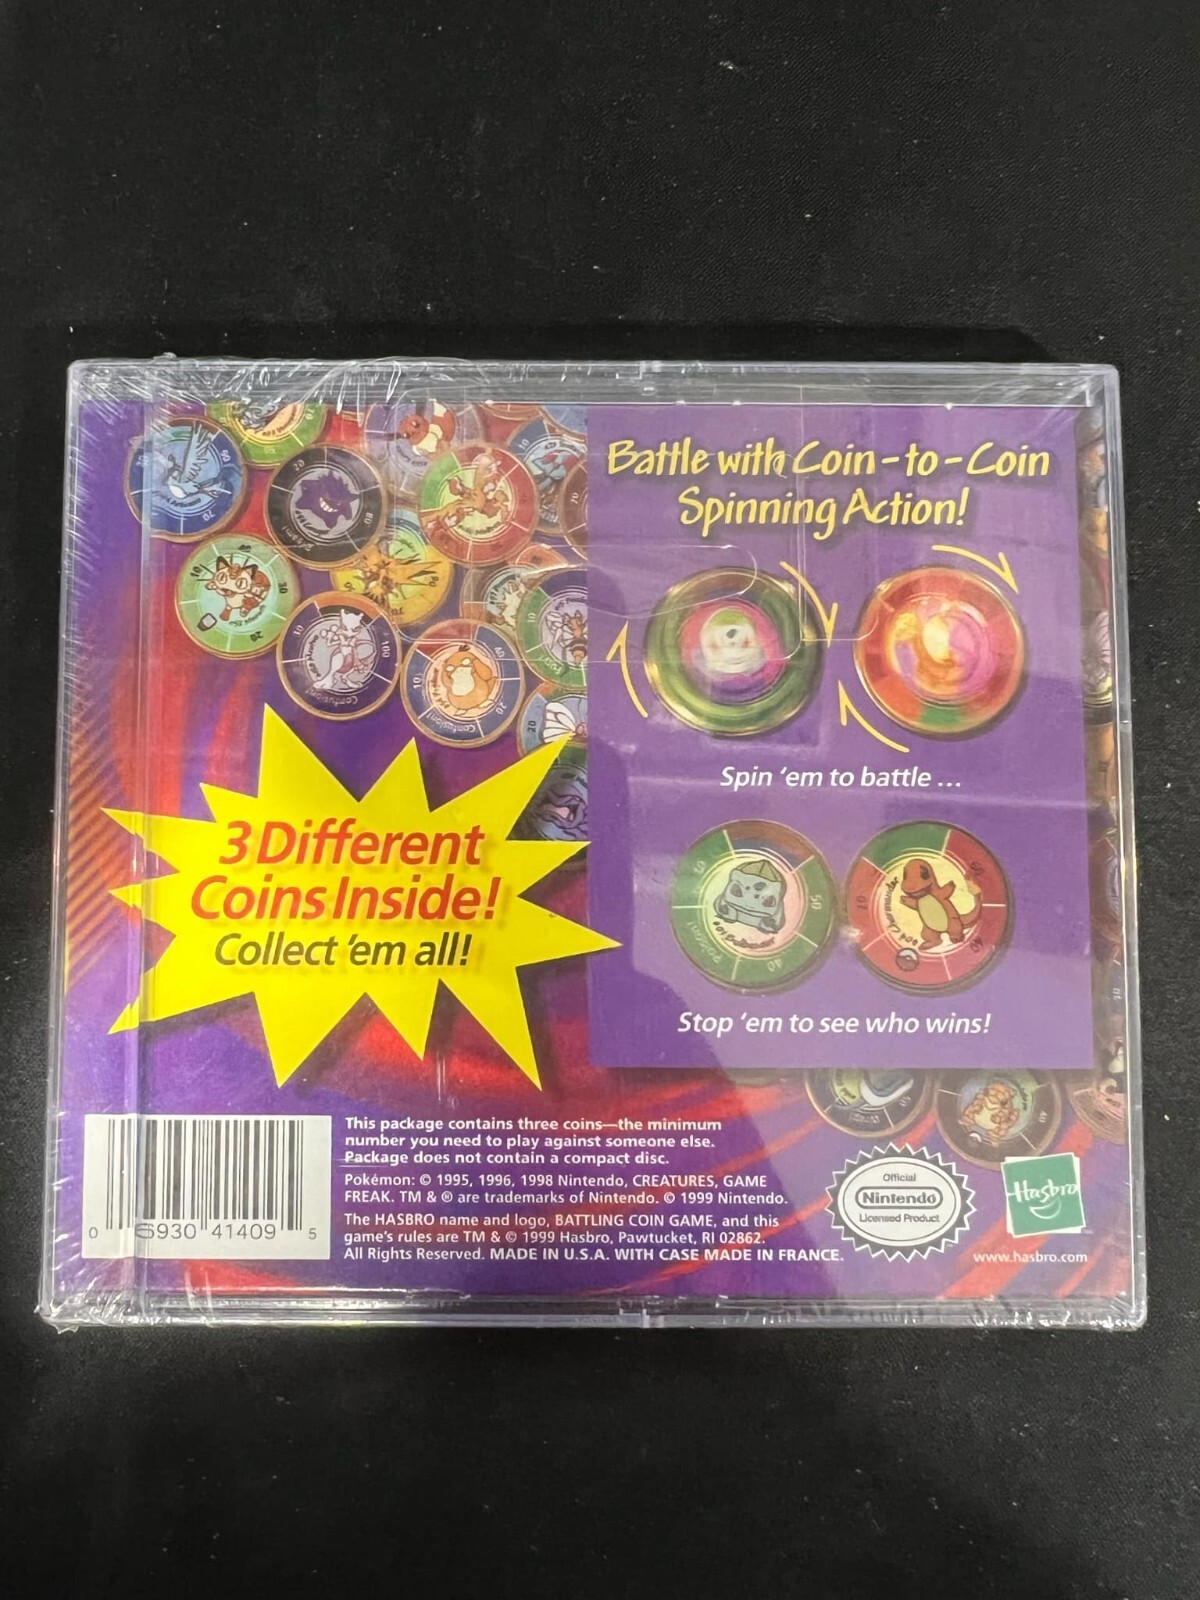 Battle with Coin-to-Coin
Spinning Action!
Spin 'em to battle ...
3 Different
Coins Inside!
Collect 'em all!
Stop 'em to see who wins!
This package contains three coins—the minimum
number you need to play against someone else.
Package does not contain a compact disc.
Pokémon: © 1995, 1996, 1998 Nintendo, CREATURES, GAME
FREAK. TM & ® are trademarks of Nintendo. © 1999 Nintendo.
The HASBRO name and logo, BATTLING COIN GAME, and this
game's rules are TM & © 1999 Hasbro, Pawtucket, RI 02862.
All Rights Reserved. MADE IN U.S.A. WITH CASE MADE IN FRANCE.
0 41409 5
Official
Nintendo
Licensed Product
Hasbro
www.hasbro.com